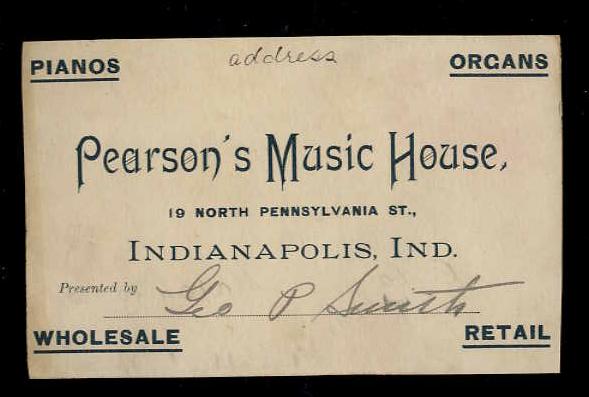 PIANOS address ORGANS
Pearson's Music House,
19 NORTH PENNSYLVANIA ST.,
INDIANAPOLIS, IND.
Presented by Geo P Smith
WHOLESALE RETAIL